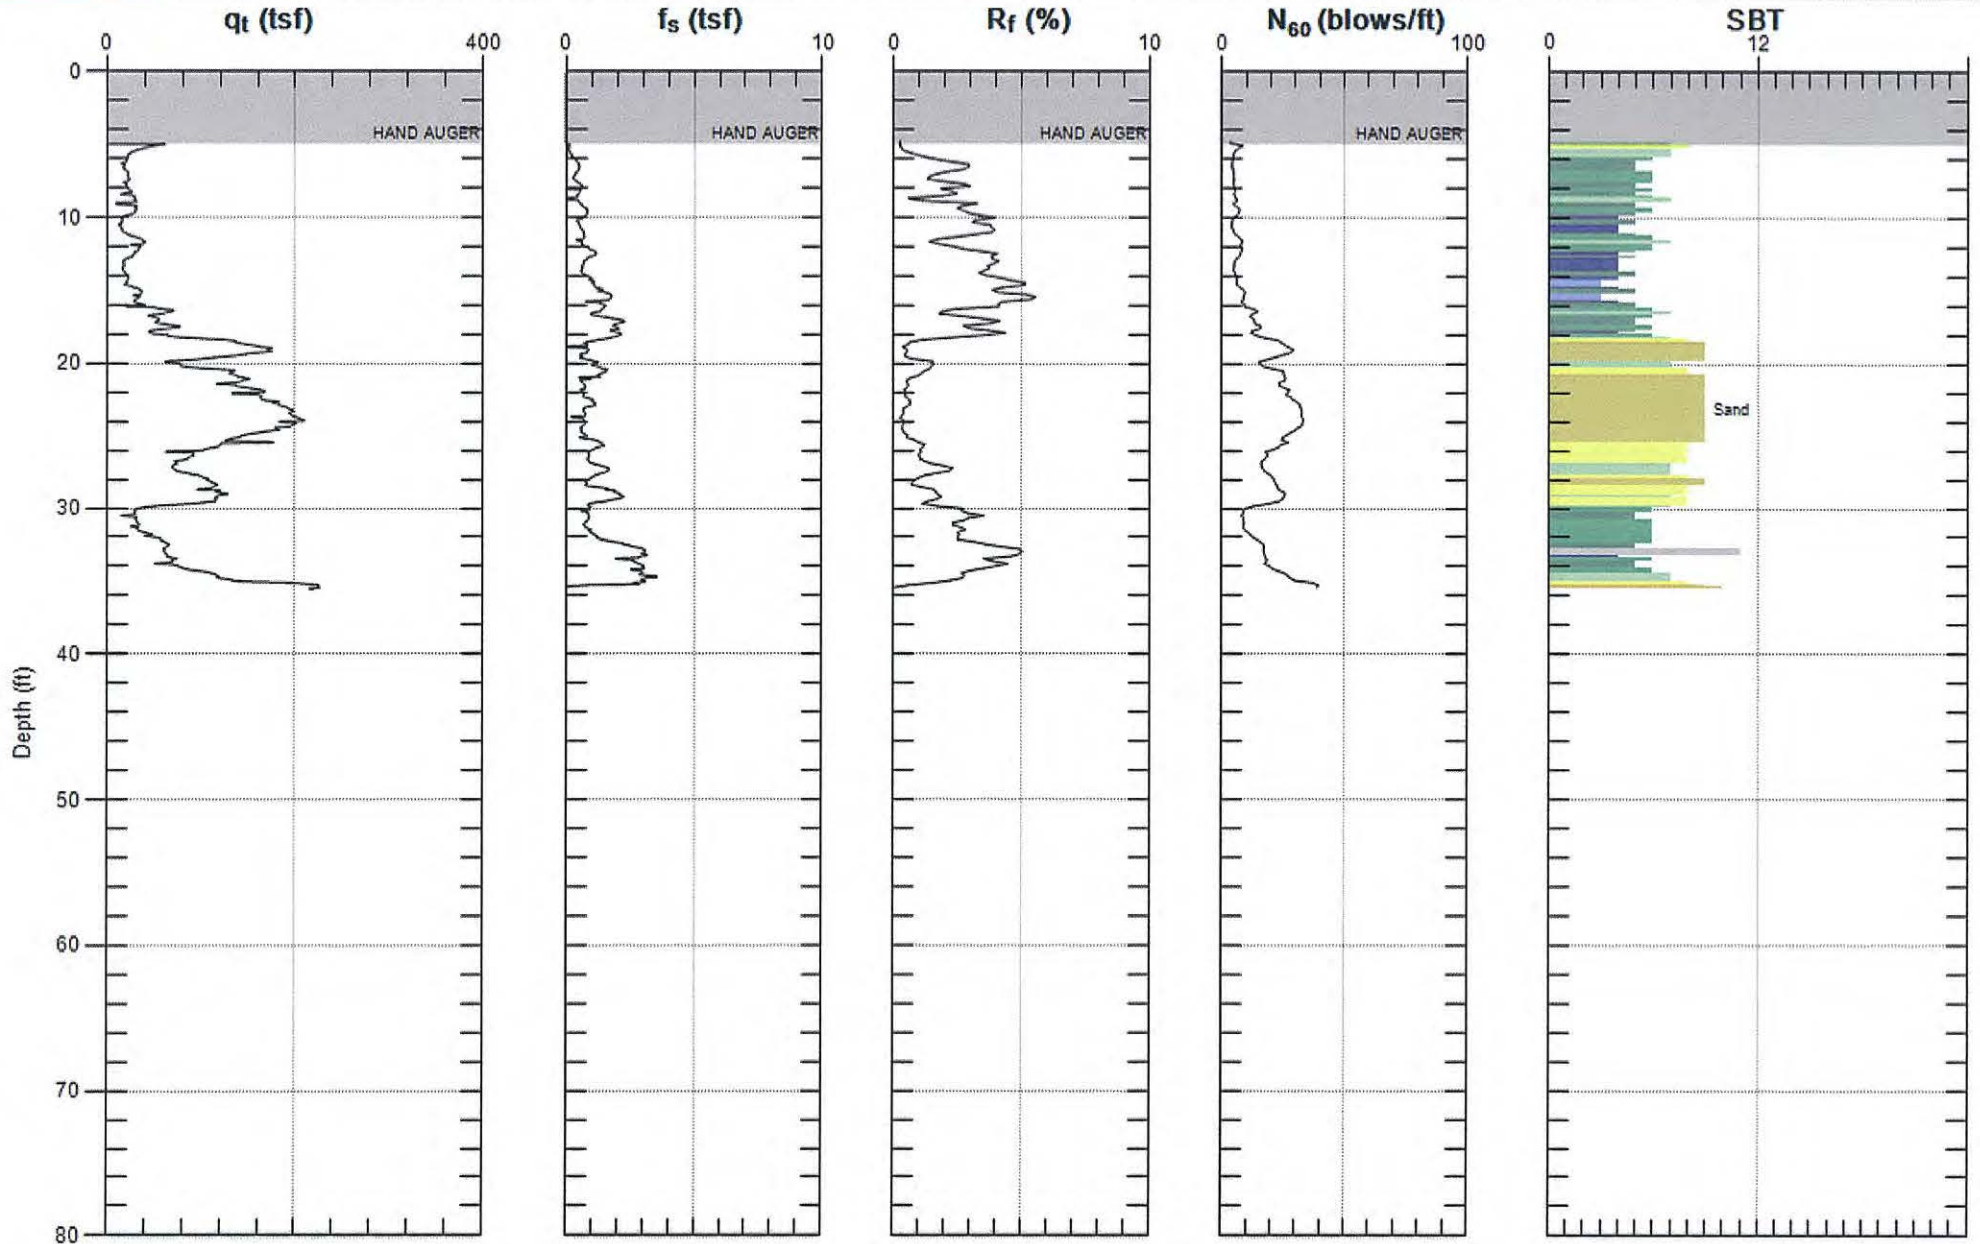 qt (tsf) fs (tsf) Rf (%) N60 (blows/ft) SBT
0 400 0 10 0 10 0 100 0 12
0
HAND AUGER HAND AUGER HAND AUGER HAND AUGER
10
20
Sand
30
40
Depth (ft)
50
60
70
80